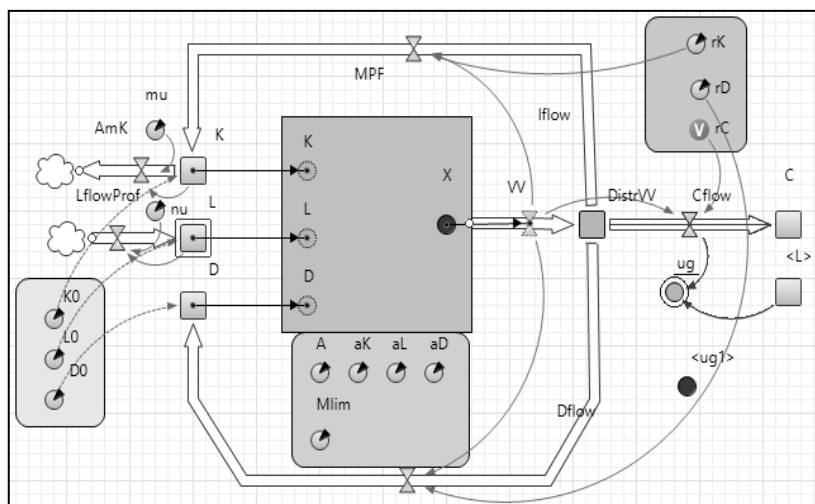 MPF
rK
mu
rD
AmK
K
K
Iflow
rC
X
VV
DistrVV
Cflow
C
LflowProf
L
nu
L
D
D
ug
<L>
K0
L0
D0
A
aK
aL
aD
<ug1>
Mlim
Dflow
V